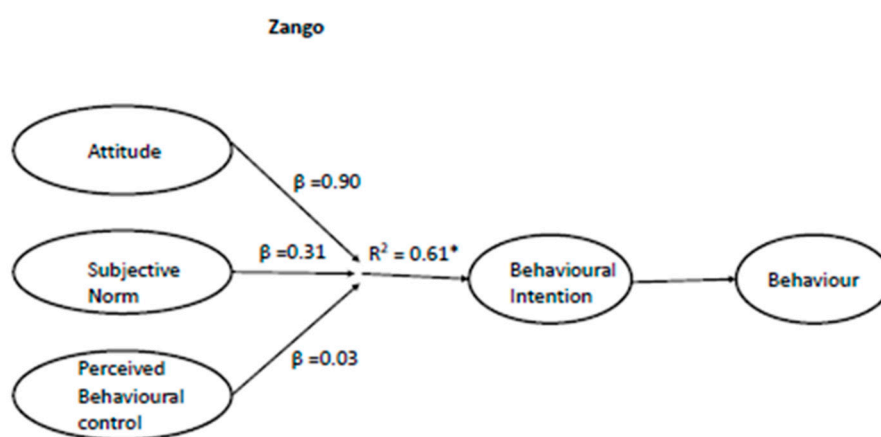 Zango
Attitude
β =0.90
Subjective
Norm
β =0.31
R² = 0.61*
Behavioural
Intention
Behaviour
Perceived
Behavioural
control
β =0.03